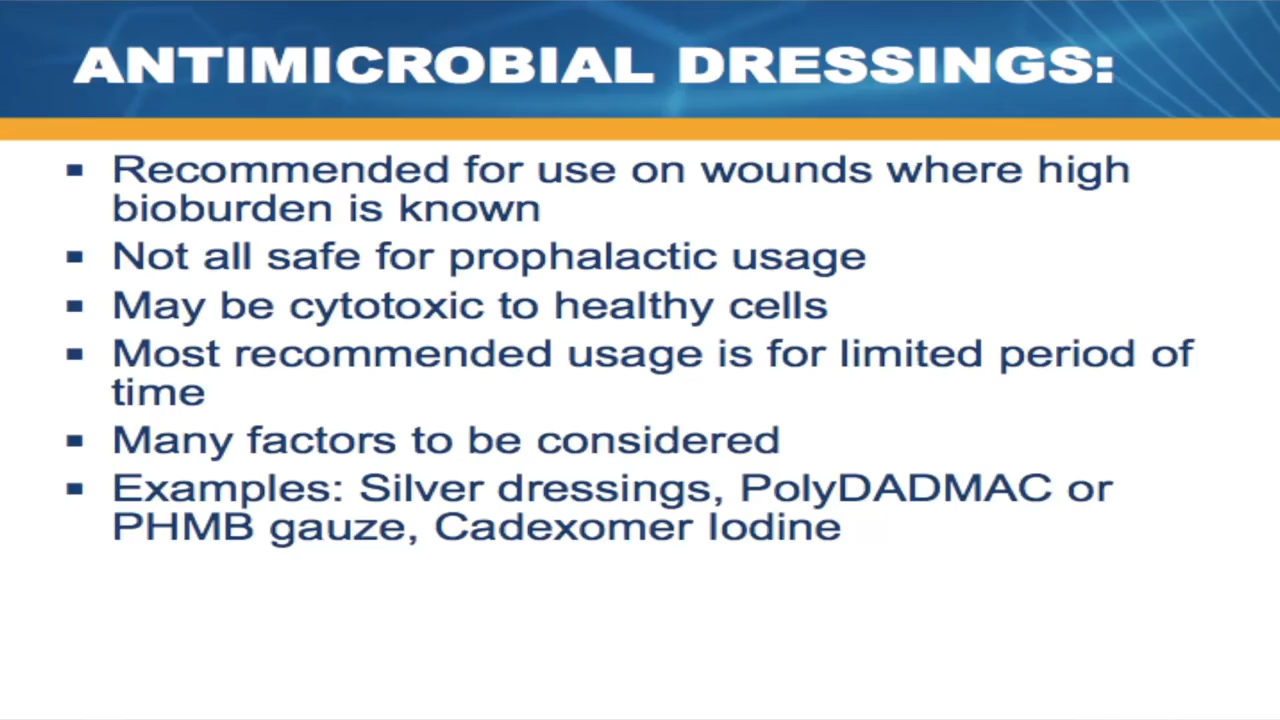 ANTIMICROBIAL DRESSINGS:
▪ Recommended for use on wounds where high
bioburden is known
▪ Not all safe for prophalactic usage
▪ May be cytotoxic to healthy cells
▪ Most recommended usage is for limited period of
time
▪ Many factors to be considered
▪ Examples: Silver dressings, PolyDADMAC or
PHMB gauze, Cadexomer Iodine